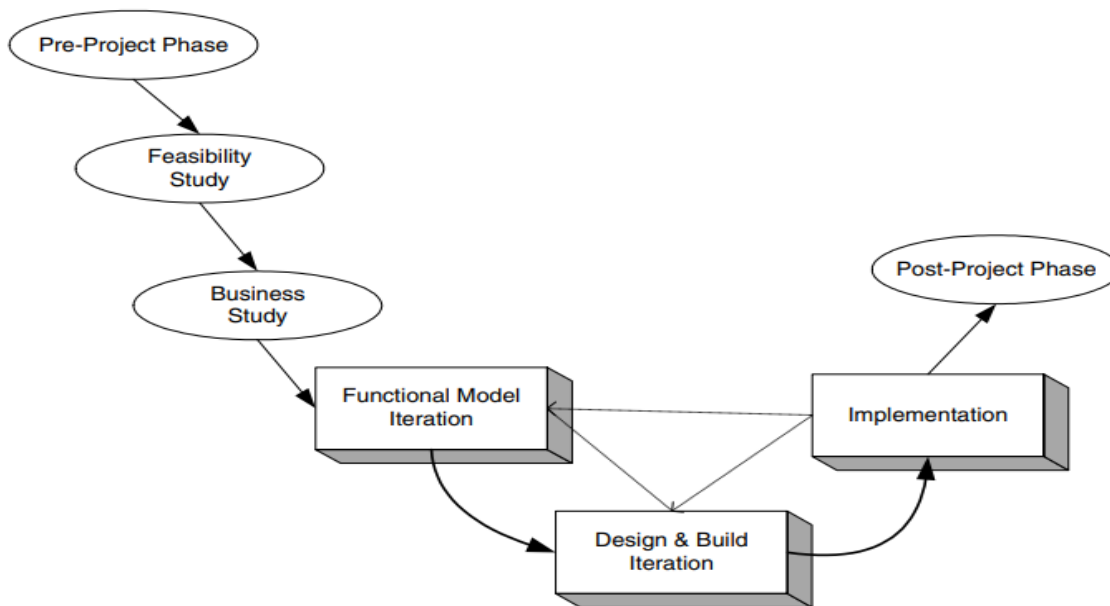 Pre-Project Phase
Feasibility
Study
Business
Study
Post-Project Phase
Functional Model
Iteration
Implementation
Design & Build
Iteration